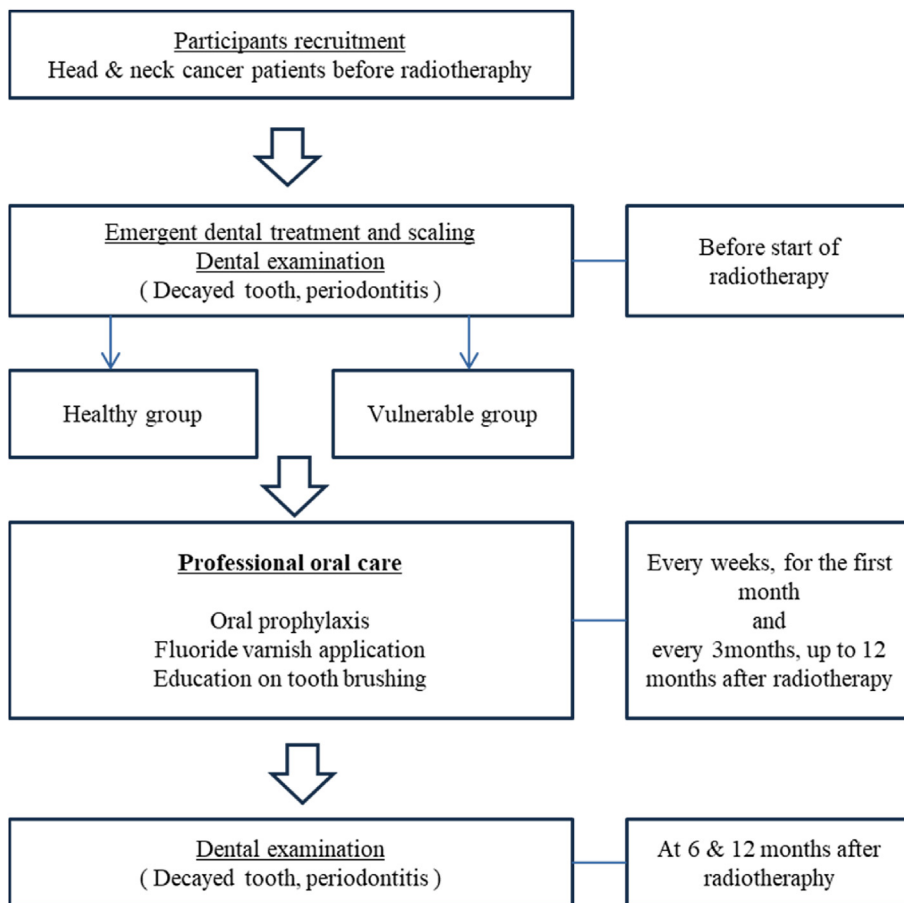 Participants recruitment
Head & neck cancer patients before radiotheraphy
Emergent dental treatment and scaling
Dental examination
( Decayed tooth, periodontitis )
Before start of
radiotherapy
Healthy group
Vulnerable group
Professional oral care
Oral prophylaxis
Fluoride varnish application
Education on tooth brushing
Every weeks, for the first
month
and
every 3months, up to 12
months after radiotherapy
Dental examination
( Decayed tooth, periodontitis )
At 6 & 12 months after
radiotheraphy